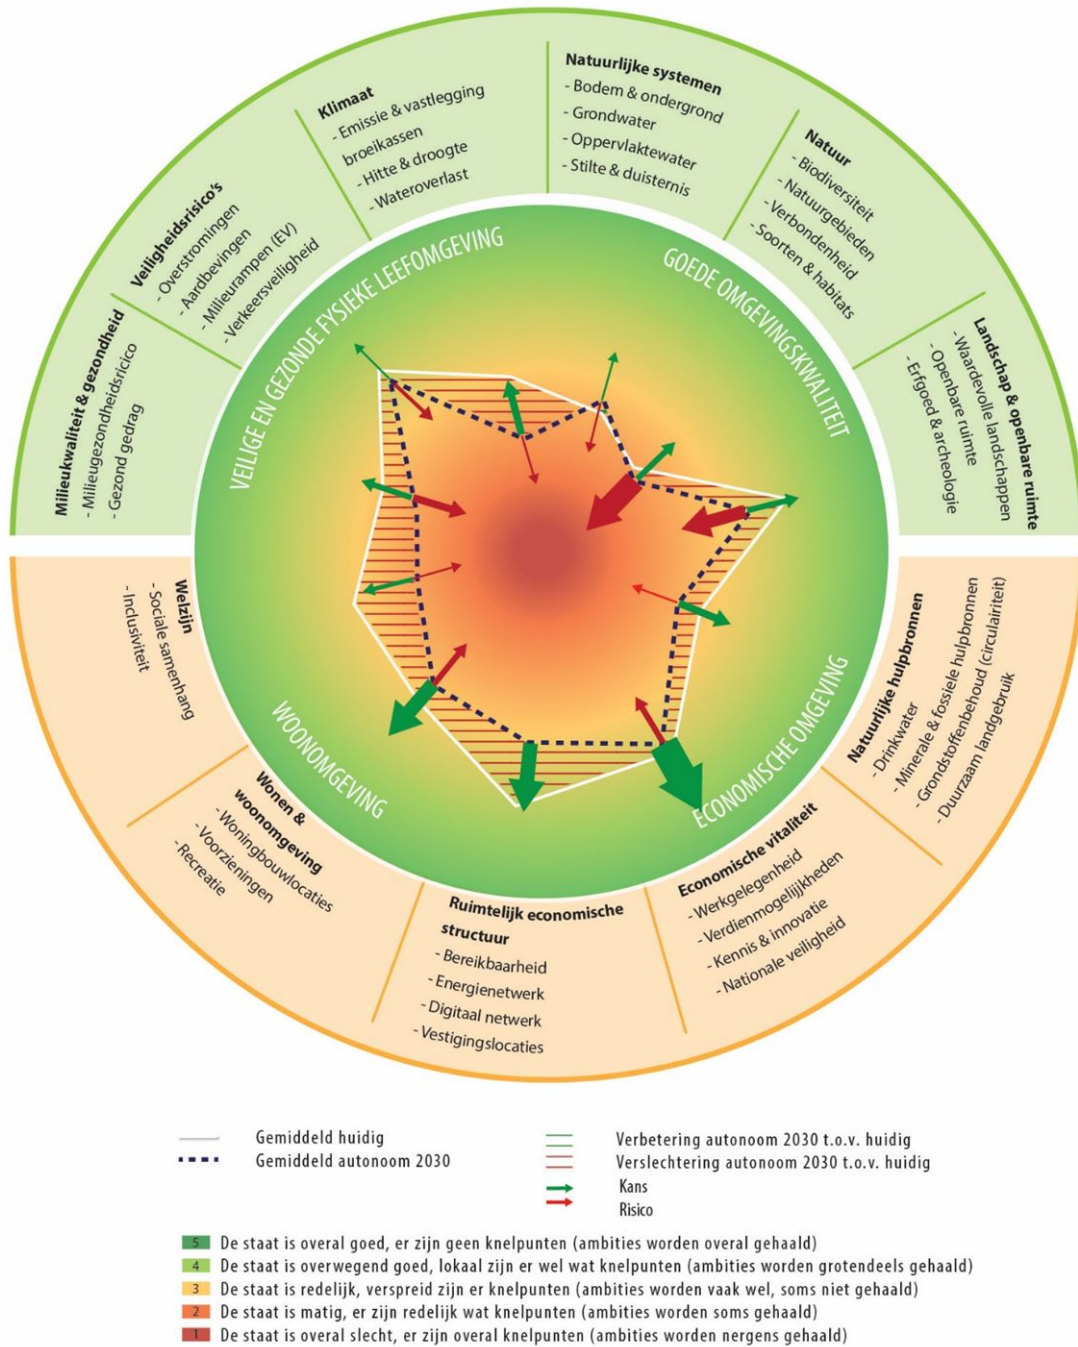 Klimaat
- Emissie & vastlegging
broeikassen
- Hitte & droogte
- Wateroverlast
Natuurlijke systemen
- Bodem & ondergrond
- Grondwater
- Oppervlaktewater
- Stilte & duisternis
Natuur
- Biodiversiteit
- Natuurgebieden
- Verbondenheid
- Soorten & habitats
Landschap & openbare ruimte
- Waardevolle landschappen
- Openbare ruimte
- Erfgoed & archeologie
Veiligheidsrisico's
- Overstromingen
- Aardbevingen
- Milieurampen (EV)
- Verkeersveiligheid
Milieukwaliteit & gezondheid
- Milieugezondheidsricico
- Gezond gedrag
VEILIGE EN GEZONDE FYSIEKE LEEFOMGEVING
GOEDE OMGEVINGSKWALITEIT
WOONOMGEVING
ECONOMISCHE OMGEVING
Welzijn
- Sociale samenhang
- Inclusiviteit
Wonen &
woonomgeving
- Woningbouwlocaties
- Voorzieningen
- Recreatie
Ruimtelijk economische
structuur
- Bereikbaarheid
- Energienetwerk
- Digitaal netwerk
- Vestigingslocaties
Economische vitaliteit
- Werkgelegenheid
- Verdienmogelijkheden
- Kennis & innovatie
- Nationale veiligheid
Natuurlijke hulpbronnen
- Drinkwater
- Minerale & fossiele hulpbronnen
- Grondstoffenbehoud (circulairiteit)
- Duurzaam landgebruik
Gemiddeld huidig
Gemiddeld autonoom 2030
Verbetering autonoom 2030 t.o.v. huidig
Verslechtering autonoom 2030 t.o.v. huidig
Kans
Risico
5 De staat is overal goed, er zijn geen knelpunten (ambities worden overal gehaald)
4 De staat is overwegend goed, lokaal zijn er wel wat knelpunten (ambities worden grotendeels gehaald)
3 De staat is redelijk, verspreid zijn er knelpunten (ambities worden vaak wel, soms niet gehaald)
2 De staat is matig, er zijn redelijk wat knelpunten (ambities worden soms gehaald)
1 De staat is overal slecht, er zijn overal knelpunten (ambities worden nergens gehaald)